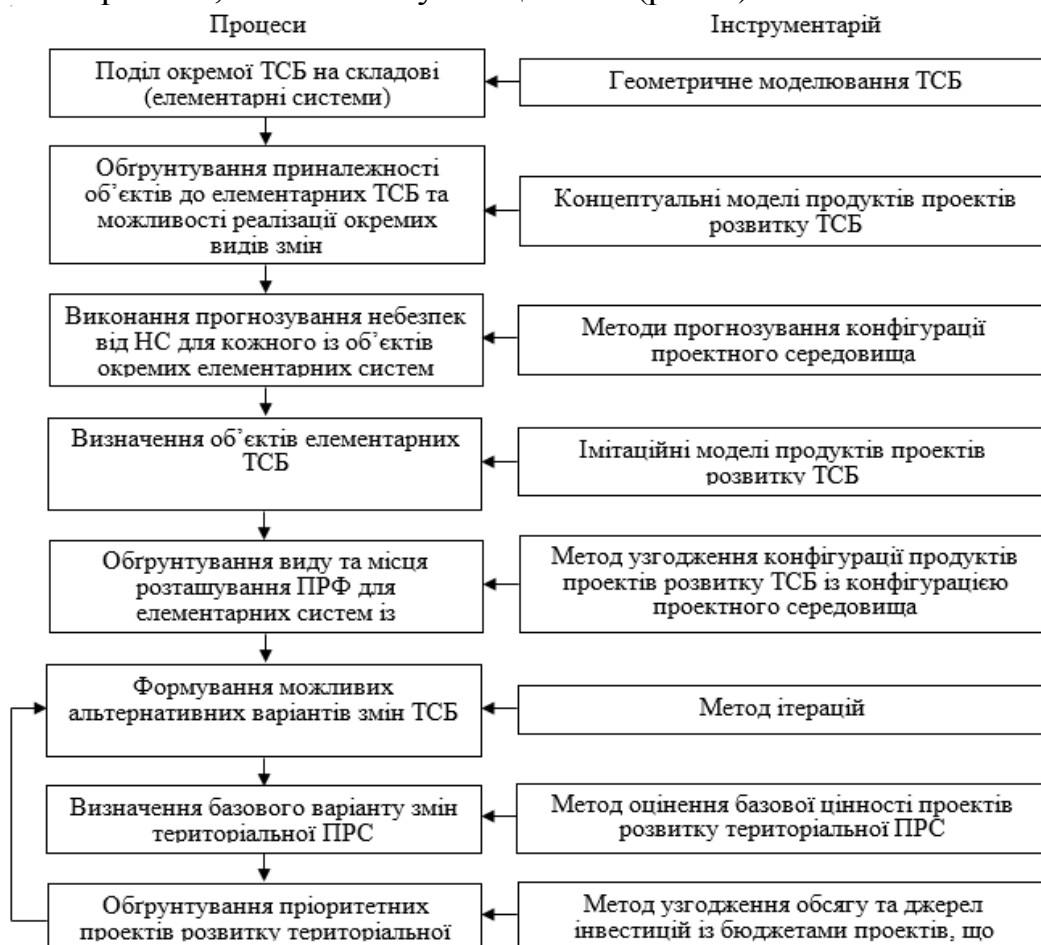 Процеси
Інструментарій
Поділ окремої ТСБ на складові
(елементарні системи)
Геометричне моделювання ТСБ
Обґрунтування приналежності
об’єктів до елементарних ТСБ та
можливості реалізації окремих
видів змін
Концептуальні моделі продуктів проектів
розвитку ТСБ
Виконання прогнозування небезпек
від НС для кожного із об’єктів
окремих елементарних систем
Методи прогнозування конфігурації
проектного середовища
Визначення об’єктів елементарних
ТСБ
Імітаційні моделі продуктів проектів
розвитку ТСБ
Обґрунтування виду та місця
розташування ПРФ для
елементарних систем із
Метод узгодження конфігурації продуктів
проектів розвитку ТСБ із конфігурацією
проектного середовища
Формування можливих
альтернативних варіантів змін ТСБ
Метод ітерацій
Визначення базового варіанту змін
територіальної ПРС
Метод оцінення базової цінності проектів
розвитку територіальної ПРС
Обґрунтування пріоритетних
проектів розвитку територіальної
Метод узгодження обсягу та джерел
інвестицій із бюджетами проектів, що